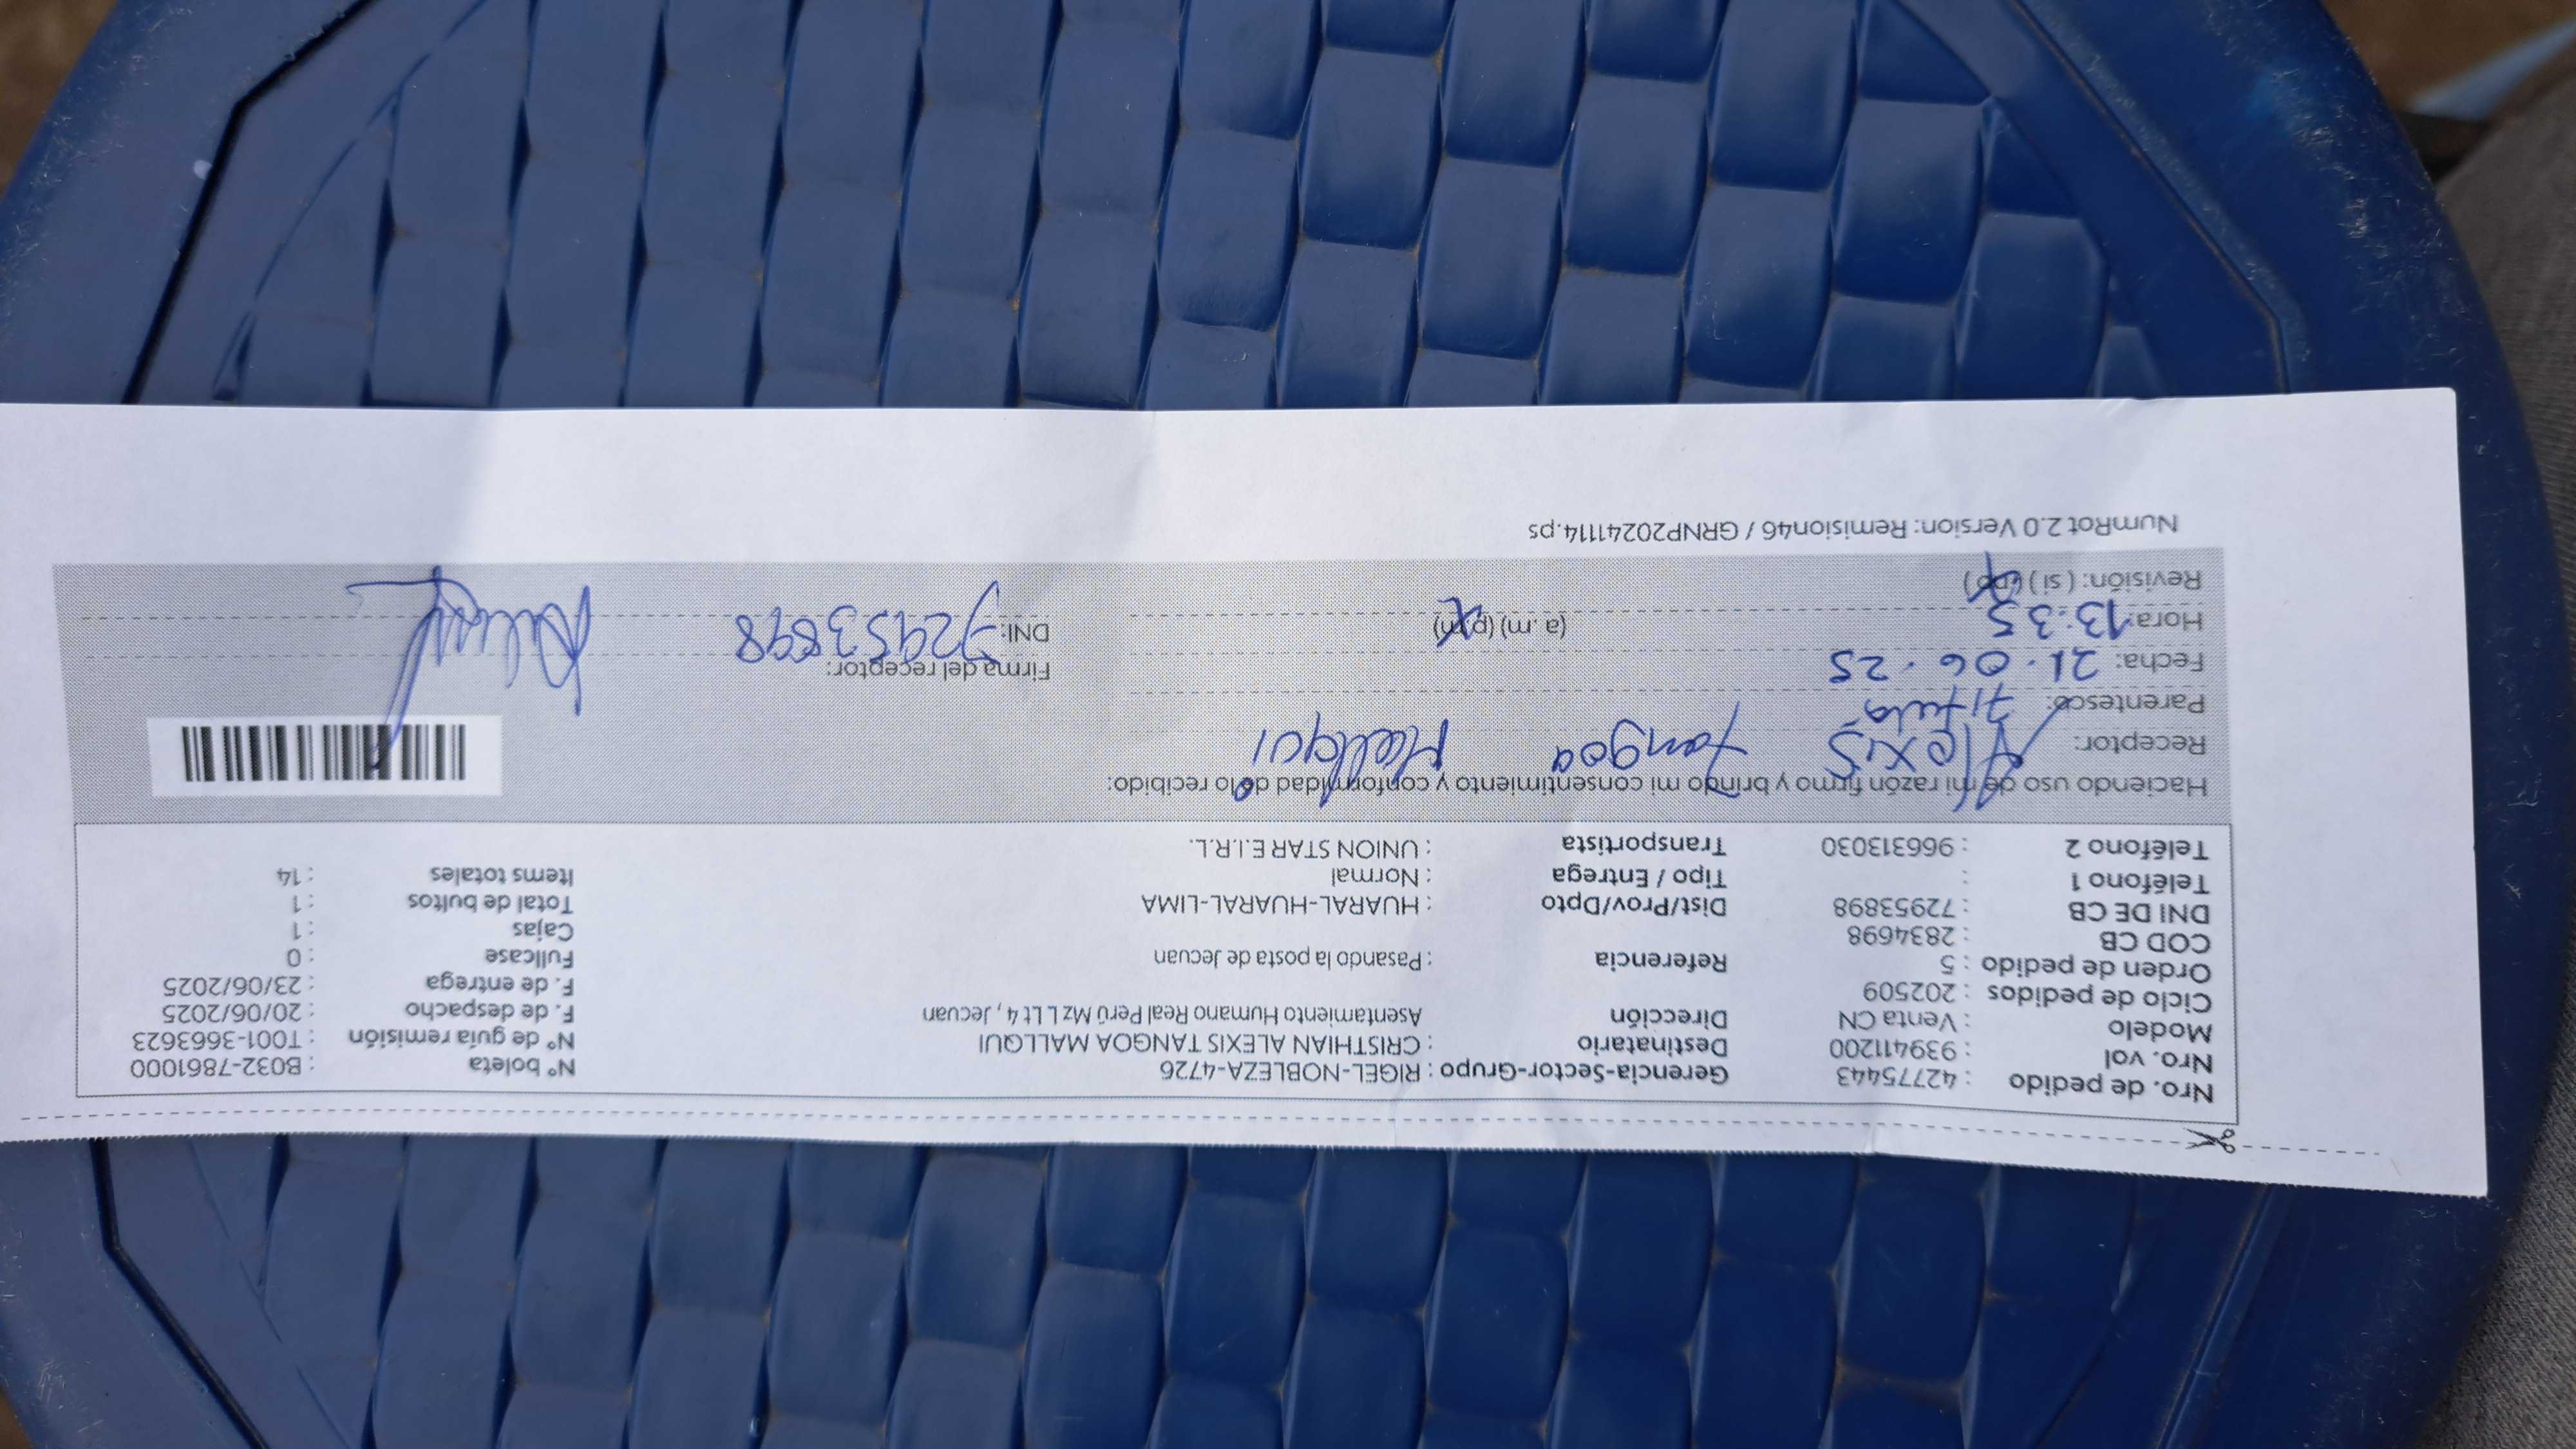 Nro. de pedido : 42775443 Gerencia-Sector-Grupo : RIGEL-NOBLEZA-4726 N° boleta : B032-7861000
Nro. vol : 939411200 Destinatario : CRISTHIAN ALEXIS TANGOA MALLQUI N° de guía remisión : T001-3663623
Modelo : Venta CN Dirección Asentamiento Humano Real Perú Mz L Lt 4 , Jecuan F. de despacho : 20/06/2025
Ciclo de pedidos : 202509 F. de entrega : 23/06/2025
Orden de pedido : 5 Referencia : Pasando la posta de Jecuan Fullcase : 0
COD CB : 2834698 Cajas : 1
DNI DE CB : 72953898 Dist/Prov/Dpto : HUARAL-HUARAL-LIMA Total de bultos : 1
Teléfono 1 : Tipo / Entrega : Normal Items totales : 14
Teléfono 2 : 966313030 Transportista : UNION STAR E.I.R.L.
Haciendo uso de mi razón firmo y brindo mi consentimiento y conformidad de lo recibido:
Receptor: Alexis Tangoa Mallqui
Parentesco: Titular
Fecha: 21.06.25 Firma del receptor:
Hora: 13:35 (a. m) (p. m) DNI: 72953898
Revisión: ( si ) ( no )
NumRot 2.0 Version: Remision46 / GRNP20241114.ps